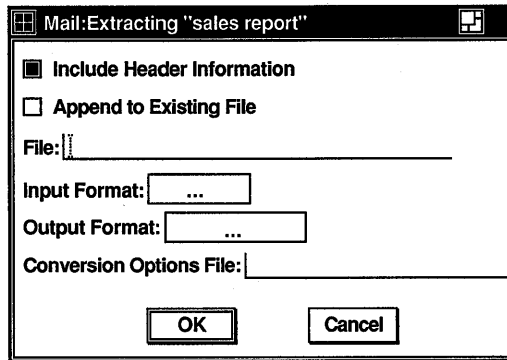 Mail:Extracting "sales report"
Include Header Information
Append to Existing File
File:
Input Format: ...
Output Format: ...
Conversion Options File:
OK Cancel